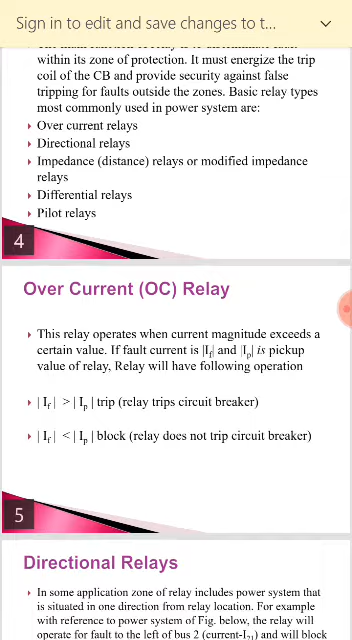 Sign in to edit and save changes to t...
within its zone of protection. It must energize the trip
coil of the CB and provide security against false
tripping for faults outside the zones. Basic relay types
most commonly used in power system are:
Over current relays
Directional relays
Impedance (distance) relays or modified impedance
relays
Differential relays
Pilot relays
4
Over Current (OC) Relay
This relay operates when current magnitude exceeds a
certain value. If fault current is |If| and |Ip| is pickup
value of relay, Relay will have following operation
| If | > | Ip | trip (relay trips circuit breaker)
| If | < | Ip | block (relay does not trip circuit breaker)
5
Directional Relays
In some application zone of relay includes power system that
is situated in one direction from relay location. For example
with reference to power system of Fig. below, the relay will
operate for fault to the left of bus 2 (current-I21) and will block